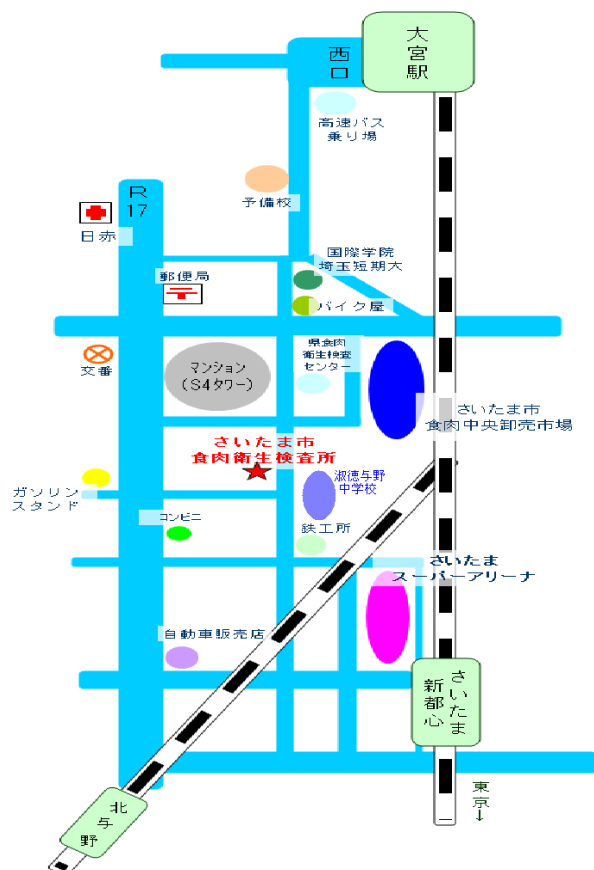 大宮駅
西口
高速バス
乗り場
予備校
R
17
日赤
国際学院
埼玉短期大
郵便局
バイク屋
県食肉
衛生検査
センター
マンション
(S4タワー)
交番
さいたま市
食肉中央卸売市場
さいたま市
食肉衛生検査所
淑徳与野
中学校
ガソリン
スタンド
コンビニ
鉄工所
さいたま
スーパーアリーナ
自動車販売店
さいたま
新都心
北与野
東京↓